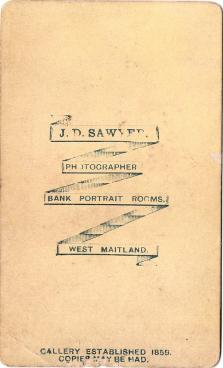 J. D. SAWYER.
PHOTOGRAPHER
BANK PORTRAIT ROOMS.
WEST MAITLAND.
GALLERY ESTABLISHED 1859.
COPIES MAY BE HAD.